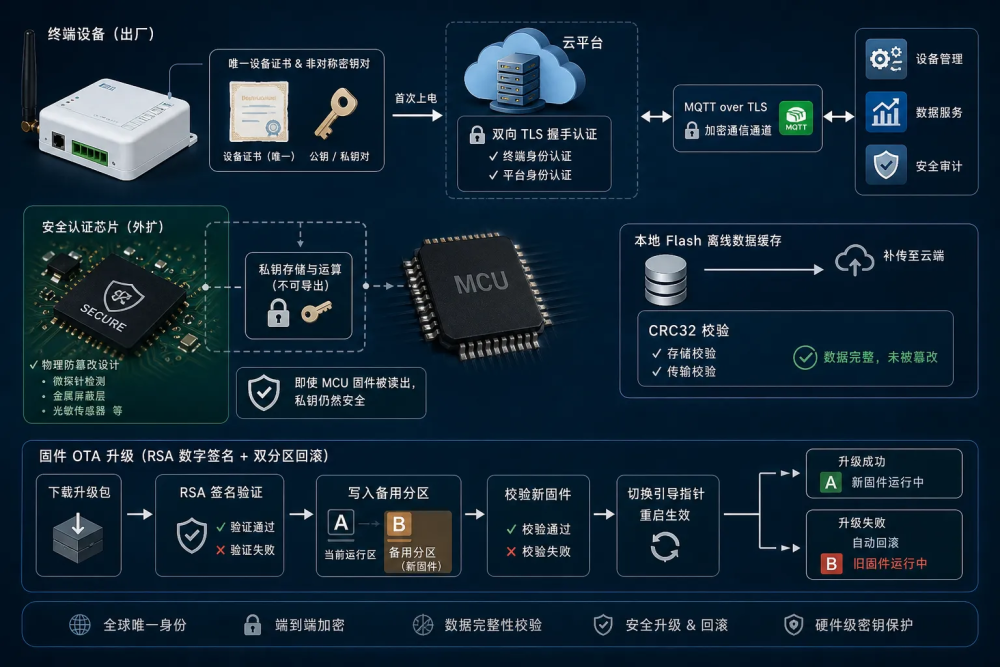 终端设备（出厂）
唯一设备证书 & 非对称密钥对
设备证书（唯一）
公钥 / 私钥对
首次上电
云平台
双向 TLS 握手认证
✓ 终端身份认证
✓ 平台身份认证
MQTT over TLS
加密通信通道
MQTT
设备管理
数据服务
安全审计
安全认证芯片（外扩）
SECURE
✓ 物理防篡改设计
• 微探针检测
• 金属屏蔽层
• 光敏传感器 等
私钥存储与运算
（不可导出）
MCU
即使 MCU 固件被读出，
私钥仍然安全
本地 Flash 离线数据缓存
补传至云端
CRC32 校验
✓ 存储校验
✓ 传输校验
数据完整，未被篡改
固件 OTA 升级（RSA 数字签名 + 双分区回滚）
下载升级包
RSA 签名验证
✓ 验证通过
✗ 验证失败
写入备用分区
A
B
当前运行区
备用分区
（新固件）
校验新固件
✓ 校验通过
✗ 校验失败
切换引导指针
重启生效
升级成功
A 新固件运行中
升级失败
自动回滚
B 旧固件运行中
全球唯一身份
端到端加密
数据完整性校验
安全升级 & 回滚
硬件级密钥保护